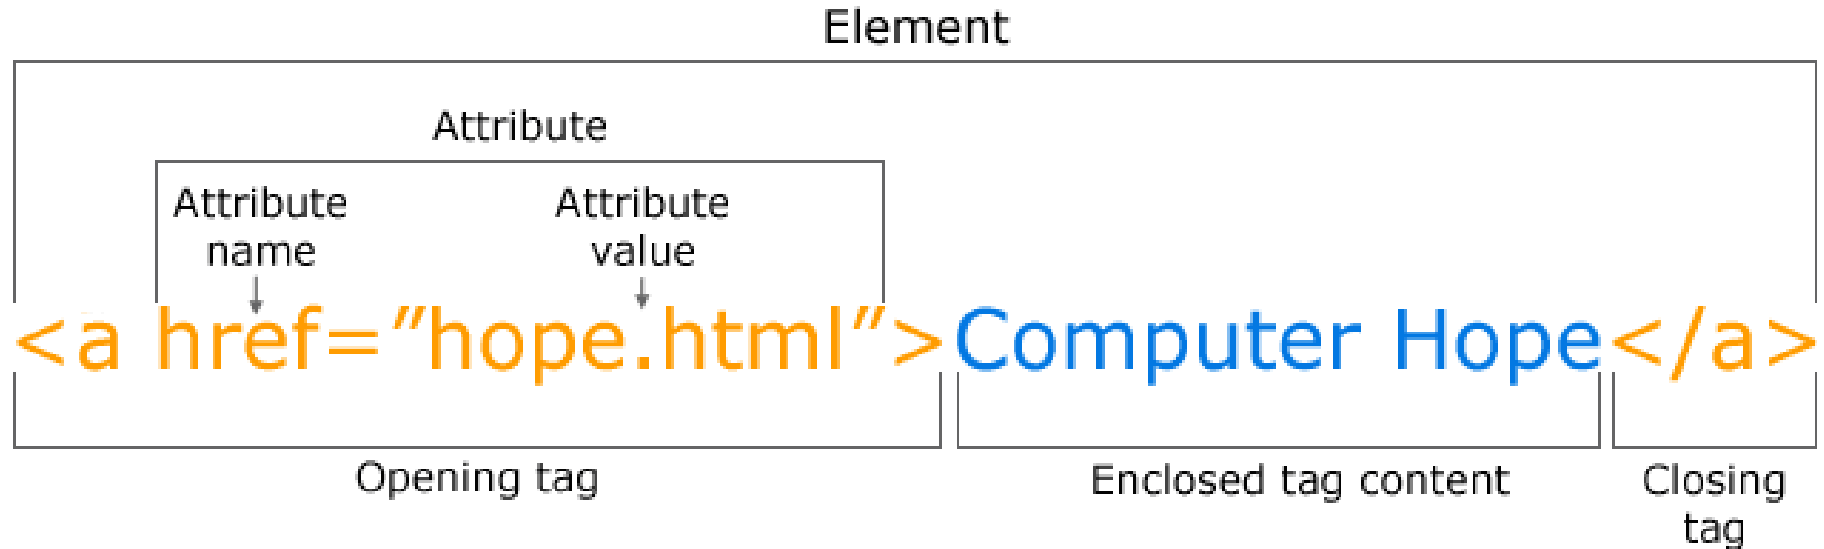 Element
Attribute
Attribute name
Attribute value
<a href=”hope.html”>Computer Hope</a>
Opening tag
Enclosed tag content
Closing tag